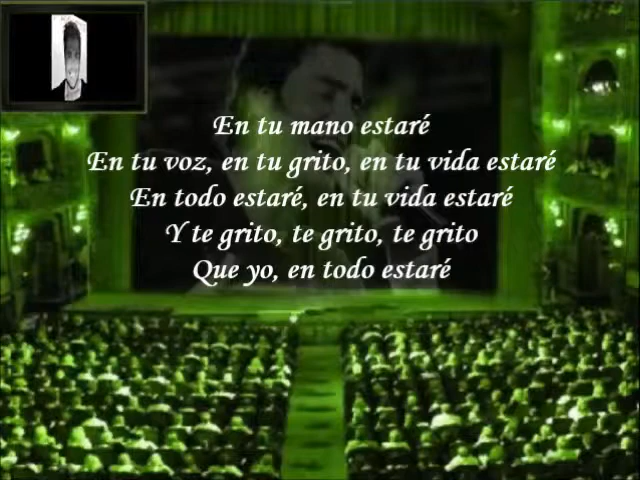 En tu mano estaré
En tu voz, en tu grito, en tu vida estaré
En todo estaré, en tu vida estaré
Y te grito, te grito, te grito
Que yo, en todo estaré